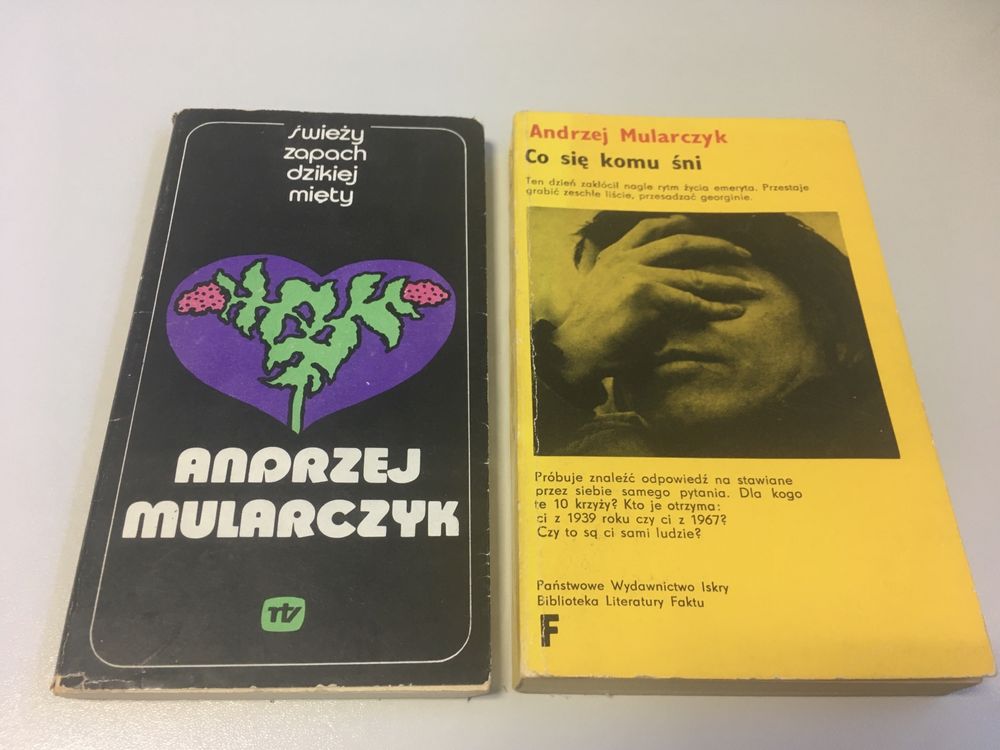 świeży
zapach
dzikiej
mięty
ANDRZEJ
MULARCZYK
rtv
Andrzej Mularczyk
Co się komu śni
Ten dzień zakłócił nagle rytm życia emeryta. Przestaje
grabić zeschłe liście, przesadzać georginie.
Próbuje znaleźć odpowiedź na stawiane
przez siebie samego pytania. Dla kogo
te 10 krzyży? Kto je otrzyma:
ci z 1939 roku czy ci z 1967?
Czy to są ci sami ludzie?
Państwowe Wydawnictwo Iskry
Biblioteka Literatury Faktu
F